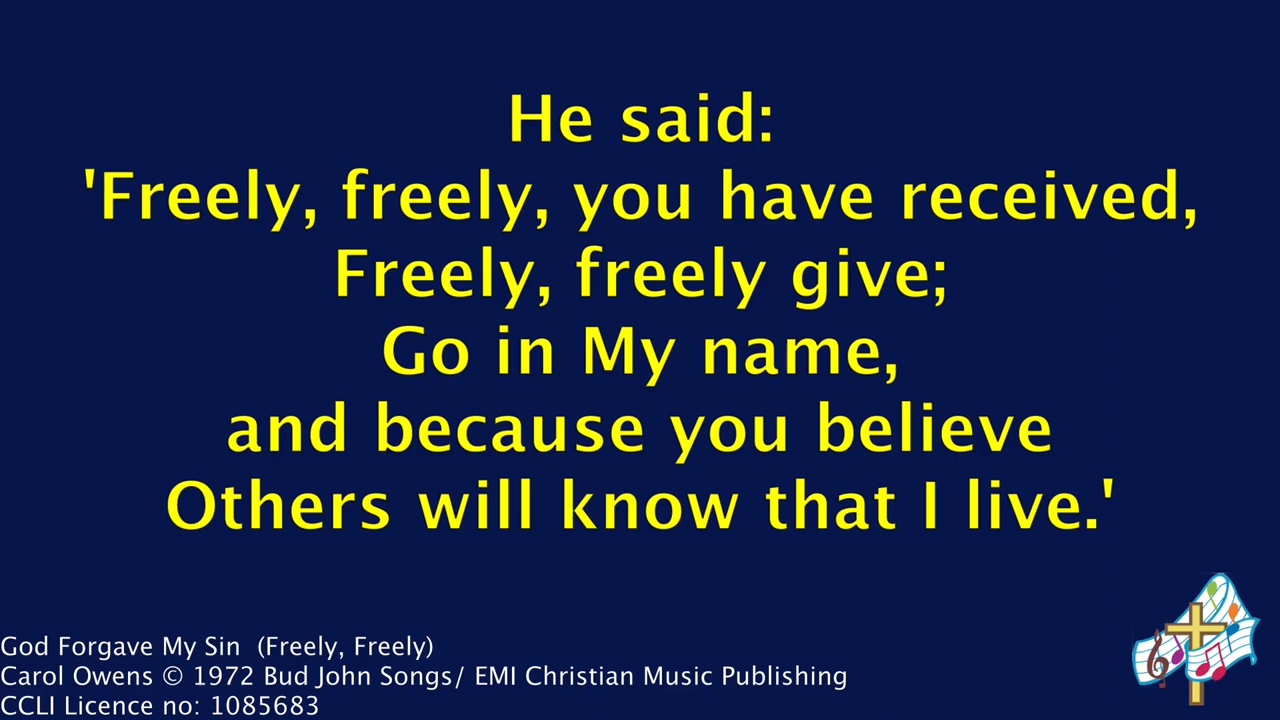 He said:
'Freely, freely, you have received,
Freely, freely give;
Go in My name,
and because you believe
Others will know that I live.'
God Forgave My Sin  (Freely, Freely)
Carol Owens © 1972 Bud John Songs/ EMI Christian Music Publishing
CCLI Licence no: 1085683